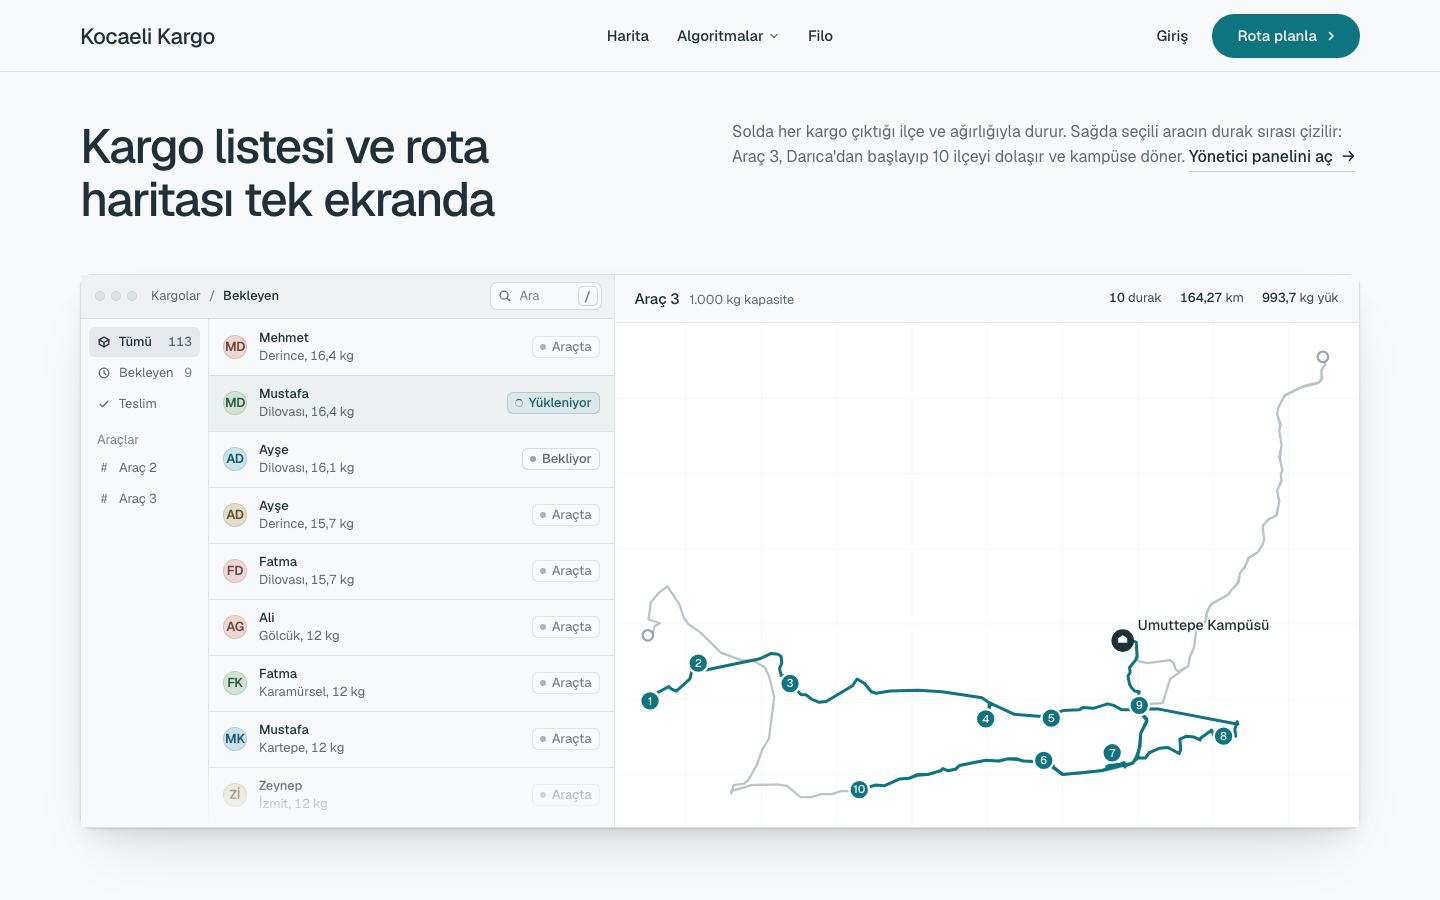 Kocaeli Kargo
Harita
Algoritmalar
Filo
Giriş
Rota planla
Kargo listesi ve rota
haritası tek ekranda
Solda her kargo çıktığı ilçe ve ağırlığıyla durur. Sağda seçili aracın durak sırası çizilir:
Araç 3, Darıca'dan başlayıp 10 ilçeyi dolaşır ve kampüse döner. Yönetici panelini aç →
Kargolar / Bekleyen
Ara
/
Tümü 113
Bekleyen 9
Teslim
Araçlar
# Araç 2
# Araç 3
MD
Mehmet
Derince, 16,4 kg
Araçta
MD
Mustafa
Dilovası, 16,4 kg
Yükleniyor
AD
Ayşe
Dilovası, 16,1 kg
Bekliyor
AD
Ayşe
Derince, 15,7 kg
Araçta
FD
Fatma
Dilovası, 15,7 kg
Araçta
AG
Ali
Gölcük, 12 kg
Araçta
FK
Fatma
Karamürsel, 12 kg
Araçta
MK
Mustafa
Kartepe, 12 kg
Araçta
Zİ
Zeynep
İzmit, 12 kg
Araçta
Araç 3 1.000 kg kapasite
10 durak 164,27 km 993,7 kg yük
Umuttepe Kampüsü
1
2
3
4
5
6
7
8
9
10